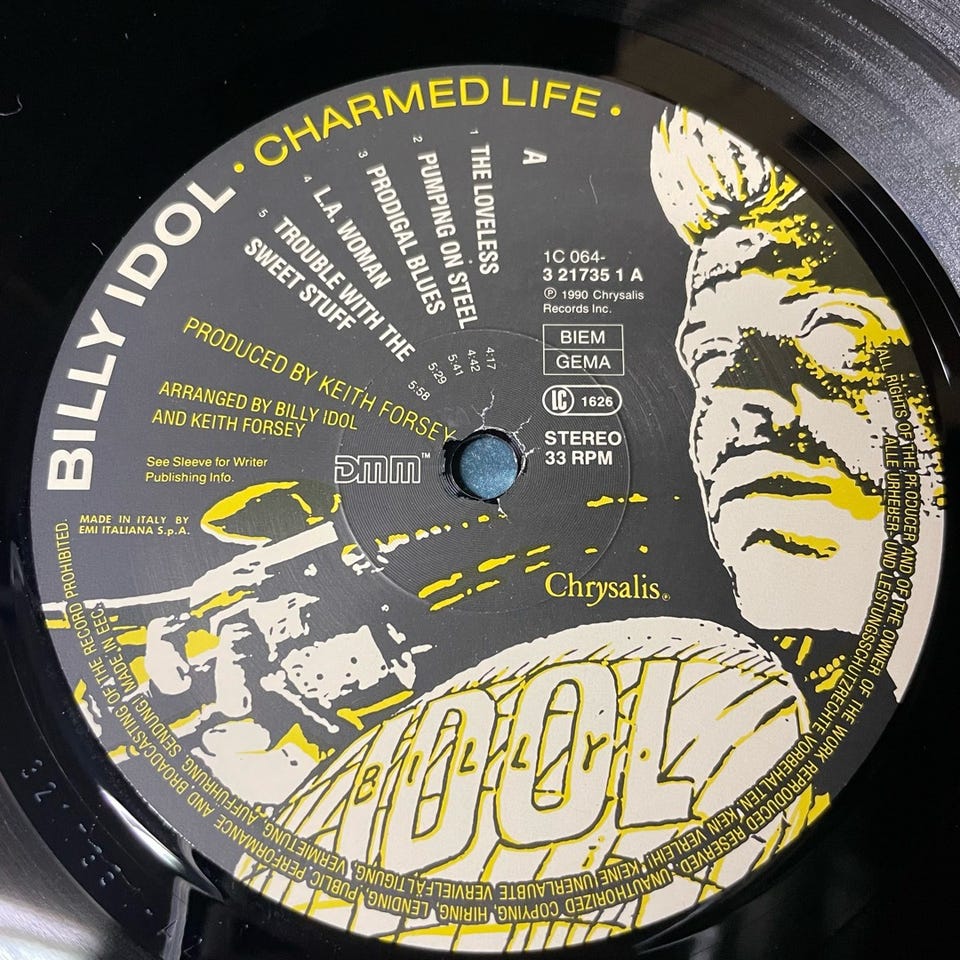 BILLY IDOL • CHARMED LIFE •
A
1 THE LOVELESS 4:17
2 PUMPING ON STEEL 4:42
3 PRODIGAL BLUES 5:41
4 L.A. WOMAN 5:29
5 TROUBLE WITH THE
SWEET STUFF 5:58
1C 064-
3 21735 1 A
℗ 1990 Chrysalis
Records Inc.
BIEM
GEMA
LC 1626
STEREO
33 RPM
PRODUCED BY KEITH FORSEY
ARRANGED BY BILLY IDOL
AND KEITH FORSEY
See Sleeve for Writer
Publishing Info.
DMM™
MADE IN ITALY BY
EMI ITALIANA S.p.A.
Chrysalis®
BILLY
IDOL
ALL RIGHTS OF THE PRODUCER AND OF THE OWNER OF THE WORK REPRODUCED RESERVED. UNAUTHORIZED COPYING, HIRING, LENDING, PUBLIC PERFORMANCE AND BROADCASTING OF THE RECORD PROHIBITED.
ALLE URHEBER- UND LEISTUNGSSCHUTZRECHTE VORBEHALTEN. KEIN VERLEIH! KEINE UNERLAUBTE VERVIELFÄLTIGUNG, VERMIETUNG, AUFFÜHRUNG, SENDUNG! MADE IN EEC.